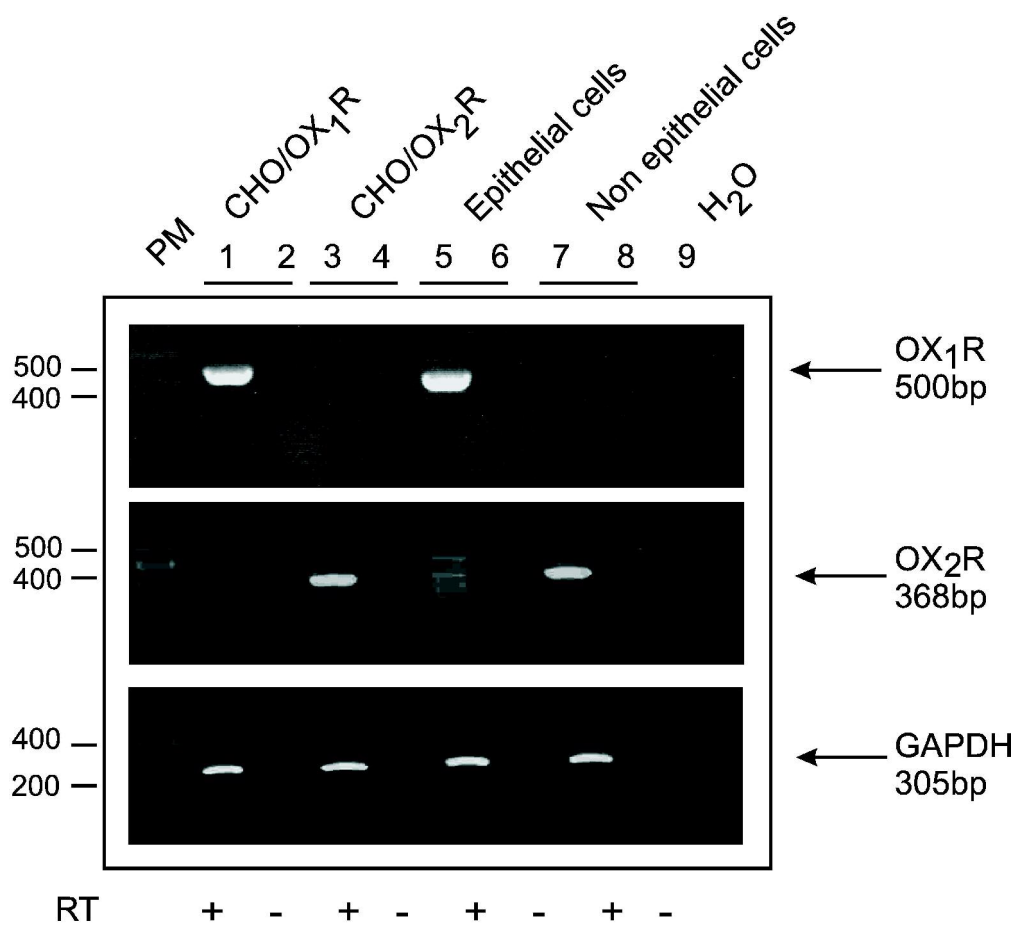 PM CHO/OX1R CHO/OX2R Epithelial cells Non epithelial cells H2O
1 2 3 4 5 6 7 8 9
500
400
OX1R
500bp
500
400
OX2R
368bp
400
200
GAPDH
305bp
RT + - + - + - + -